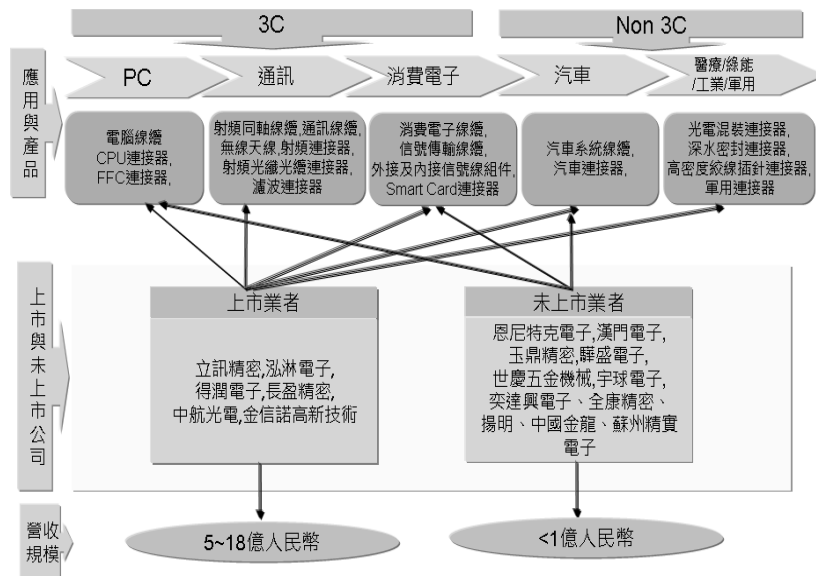 3C
Non 3C
應用與產品
PC
通訊
消費電子
汽車
醫療/綠能
/工業/軍用
電腦線纜
CPU連接器,
FFC連接器,
射頻同軸線纜,通訊線纜,
無線天線,射頻連接器,
射頻光纖光纜連接器,
濾波連接器
消費電子線纜,
信號傳輸線纜,
外接及內接信號線組件,
Smart Card連接器
汽車系統線纜,
汽車連接器,
光電混裝連接器,
深水密封連接器,
高密度絞線插針連接器,
軍用連接器
上市與未上市公司
上市業者
立訊精密,泓淋電子,
得潤電子,長盈精密,
中航光電,金信諾高新技術
未上市業者
恩尼特克電子,漢門電子,
玉鼎精密,驊盛電子,
世慶五金機械,宇球電子,
奕達興電子、全康精密、
揚明、中國金龍、蘇州精實
電子
營收
規模
5~18億人民幣
<1億人民幣